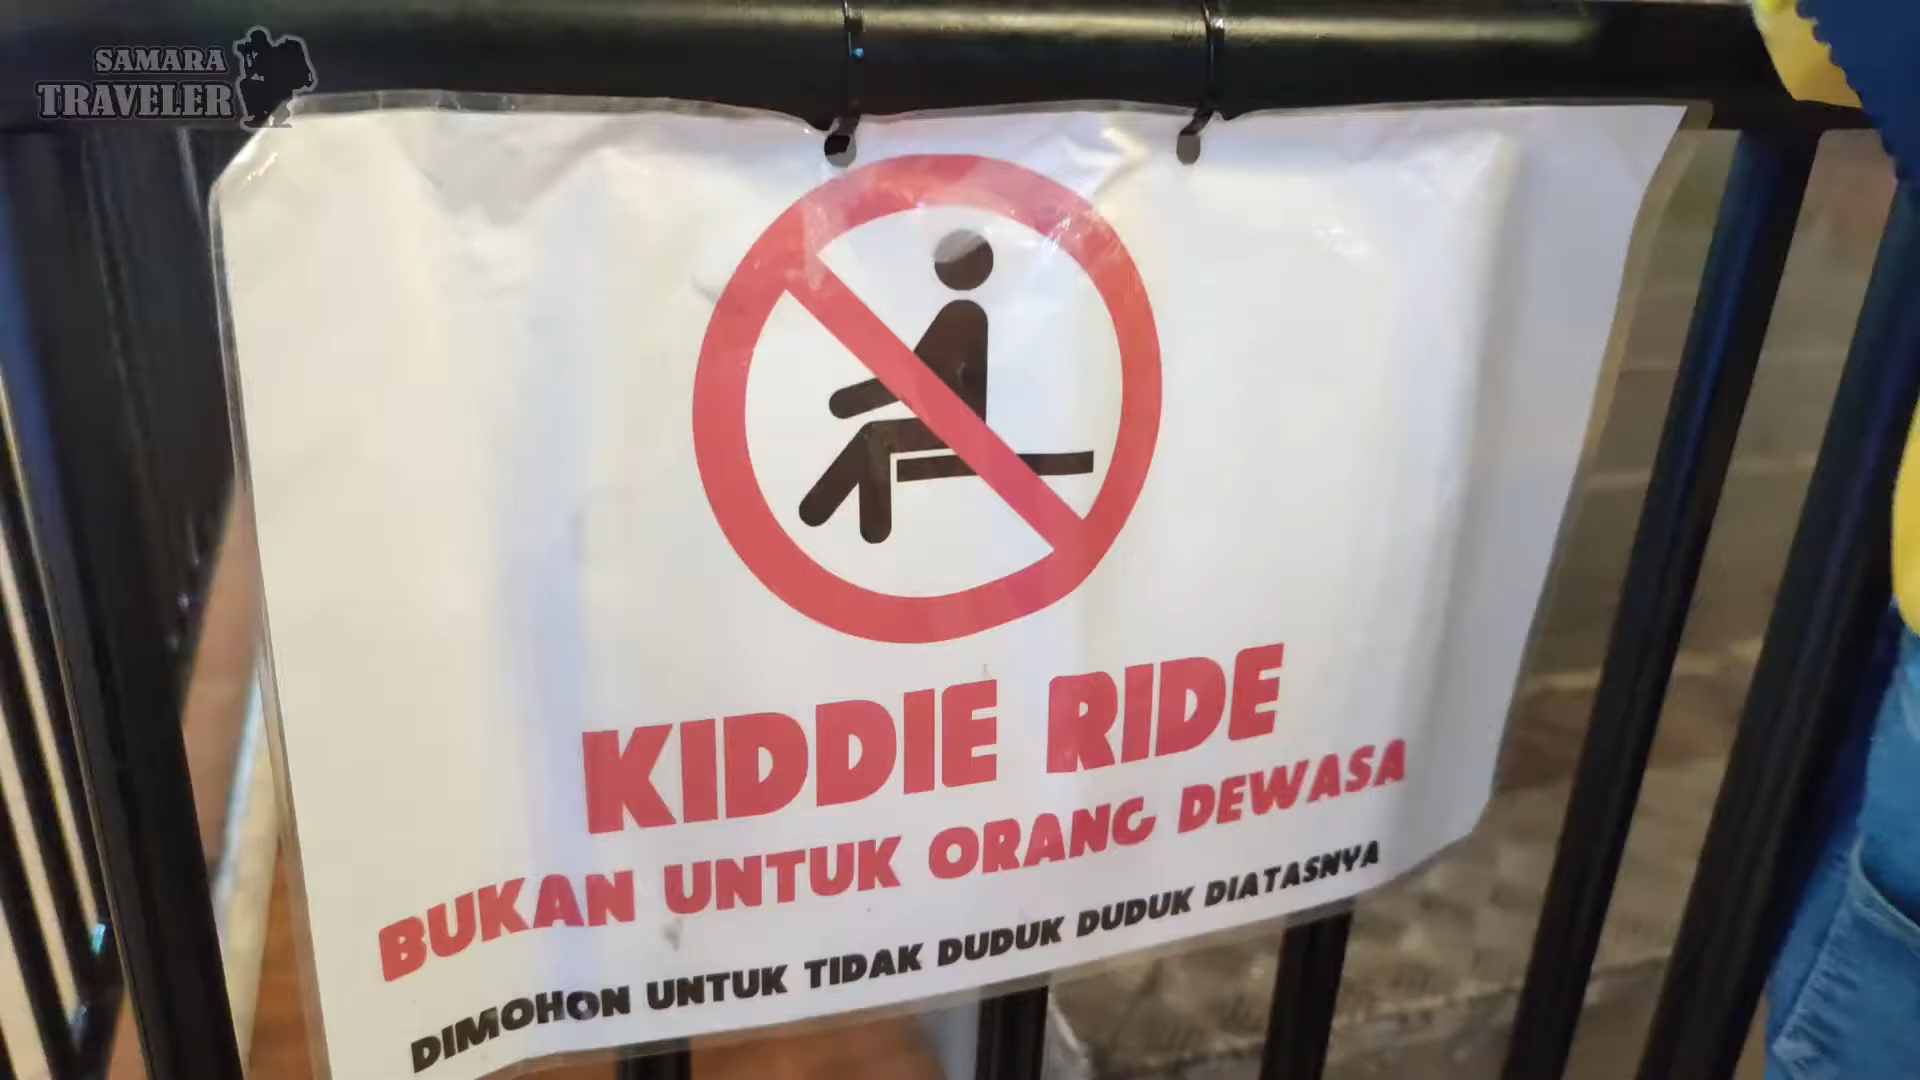 SAMARA
TRAVELER
KIDDIE RIDE
BUKAN UNTUK ORANG DEWASA
DIMOHON UNTUK TIDAK DUDUK DUDUK DIATASNYA